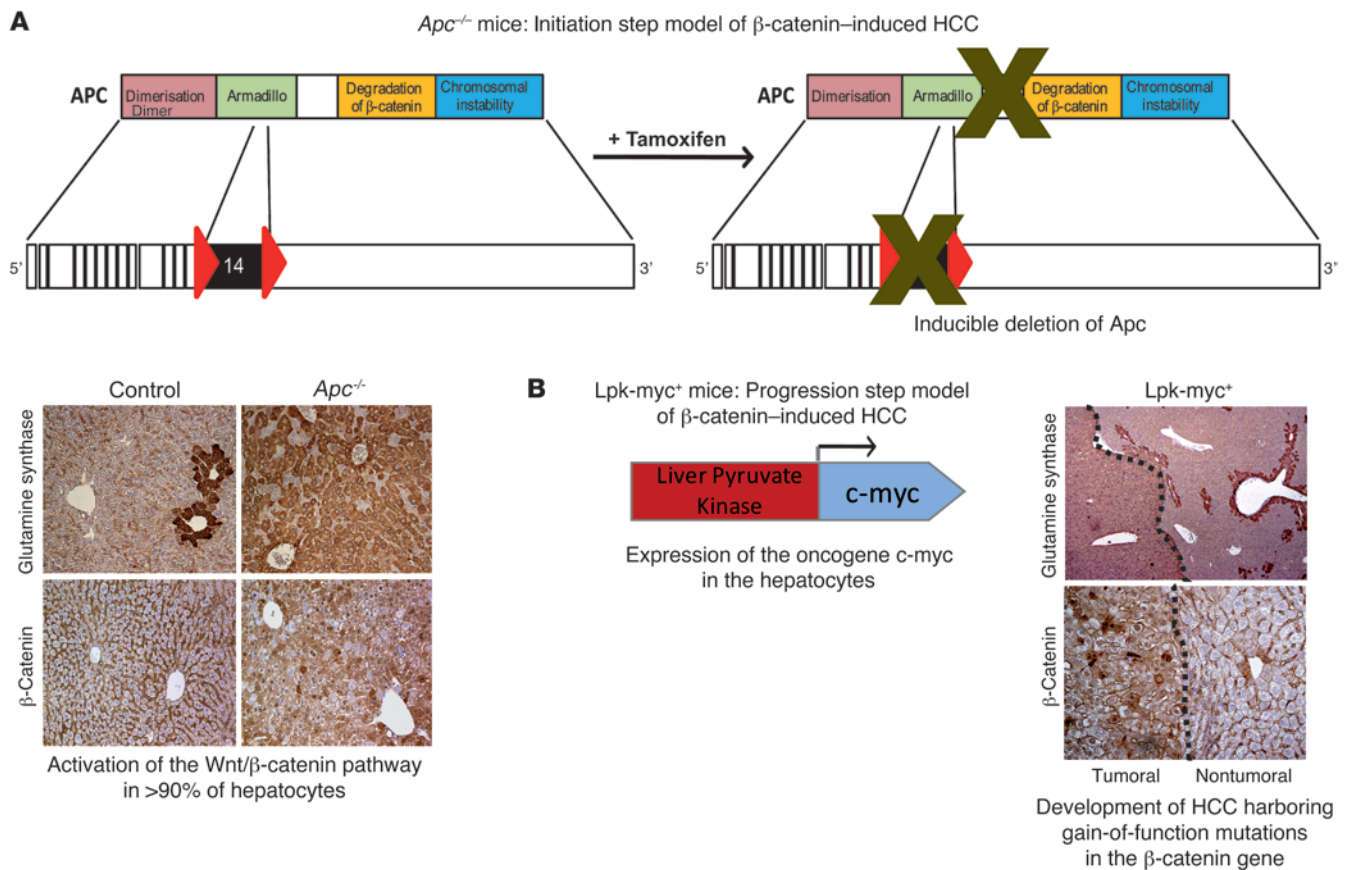 A
Apc–/– mice: Initiation step model of β-catenin–induced HCC
APC
Dimerisation
Dimer
Armadillo
Degradation
of β-catenin
Chromosomal
instability
+ Tamoxifen
APC
Dimerisation
Armadillo
Degradation
of β-catenin
Chromosomal
instability
5’
14
3’
5’
3"
Inducible deletion of Apc
Control
Apc-/-
Glutamine synthase
β-Catenin
Activation of the Wnt/β-catenin pathway
in >90% of hepatocytes
B
Lpk-myc+ mice: Progression step model
of β-catenin–induced HCC
Liver Pyruvate
Kinase
c-myc
Expression of the oncogene c-myc
in the hepatocytes
Lpk-myc+
Glutamine synthase
β-Catenin
Tumoral
Nontumoral
Development of HCC harboring
gain-of-function mutations
in the β-catenin gene